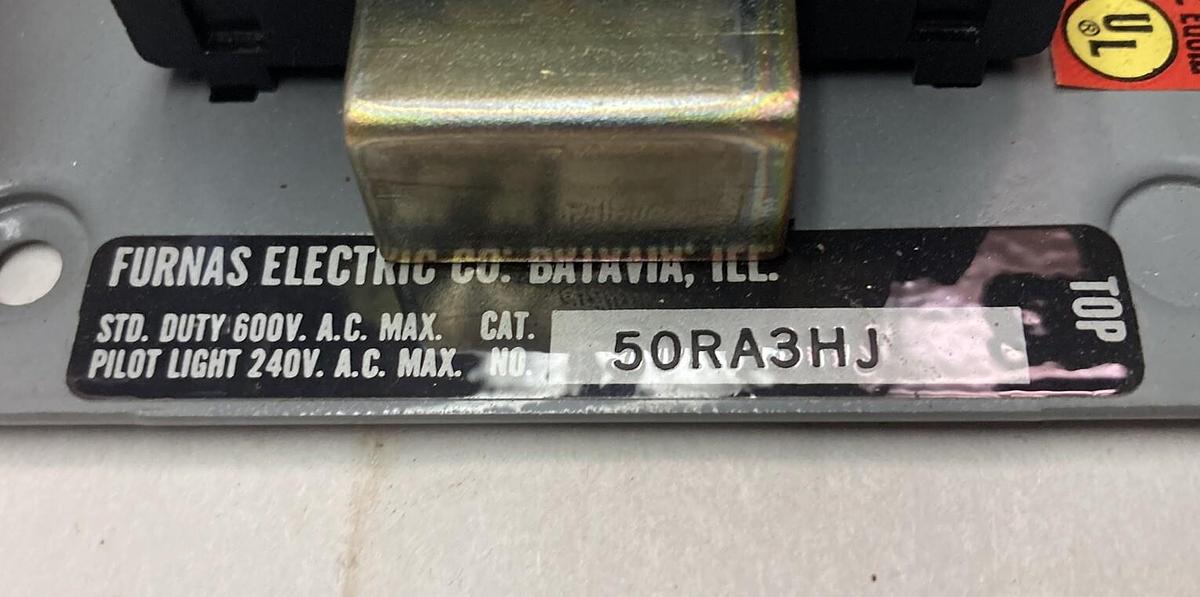 FURNAS ELECTRIC CO. BATAVIA, ILL.
STD. DUTY 600V. A.C. MAX. CAT.
PILOT LIGHT 240V. A.C. MAX. NO. 50RA3HJ
TOP
UL®